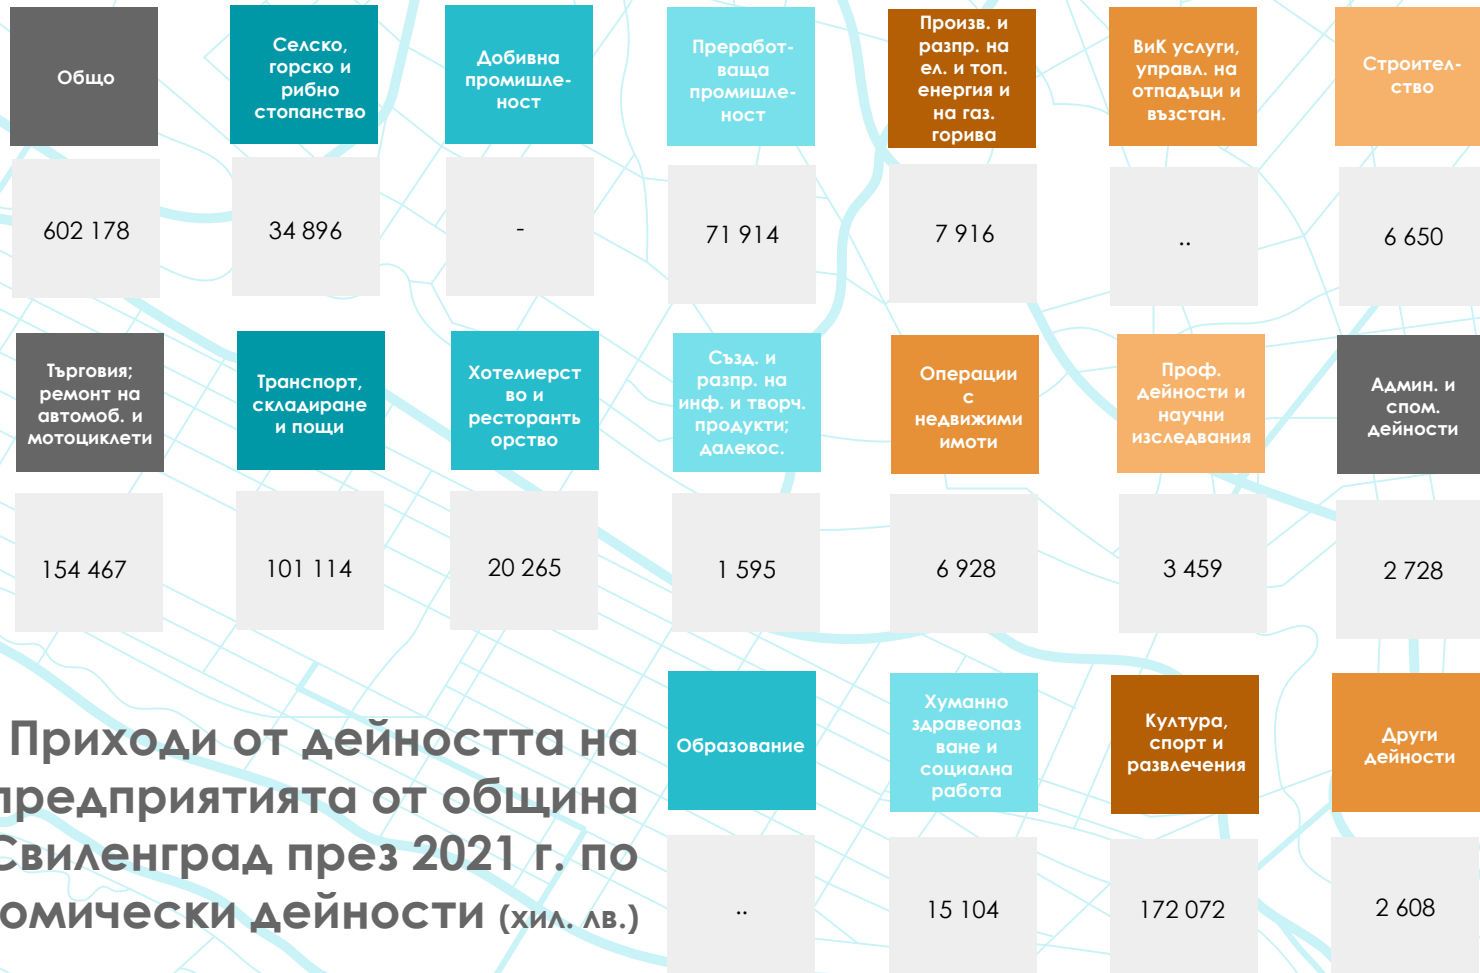 Общо
Селско,
горско и
рибно
стопанство
Добивна
промишле-
ност
Преработ-
ваща
промишле-
ност
Произв. и
разпр. на
ел. и топ.
енергия и
на газ.
горива
ВиК услуги,
управл. на
отпадъци и
възстан.
Строител-
ство
602 178
34 896
-
71 914
7 916
..
6 650
Търговия;
ремонт на
автомоб. и
мотоциклети
Транспорт,
складиране
и пощи
Хотелиерст
во и
ресторанть
орство
Създ. и
разпр. на
инф. и творч.
продукти;
далекос.
Операции
с
недвижими
имоти
Проф.
дейности и
научни
изследвания
Админ. и
спом.
дейности
154 467
101 114
20 265
1 595
6 928
3 459
2 728
Образование
Хуманно
здравеопаз
ване и
социална
работа
Култура,
спорт и
развлечения
Други
дейности
..
15 104
172 072
2 608
Приходи от дейността на
предприятията от община
Свиленград през 2021 г. по
омически дейности (хил. лв.)